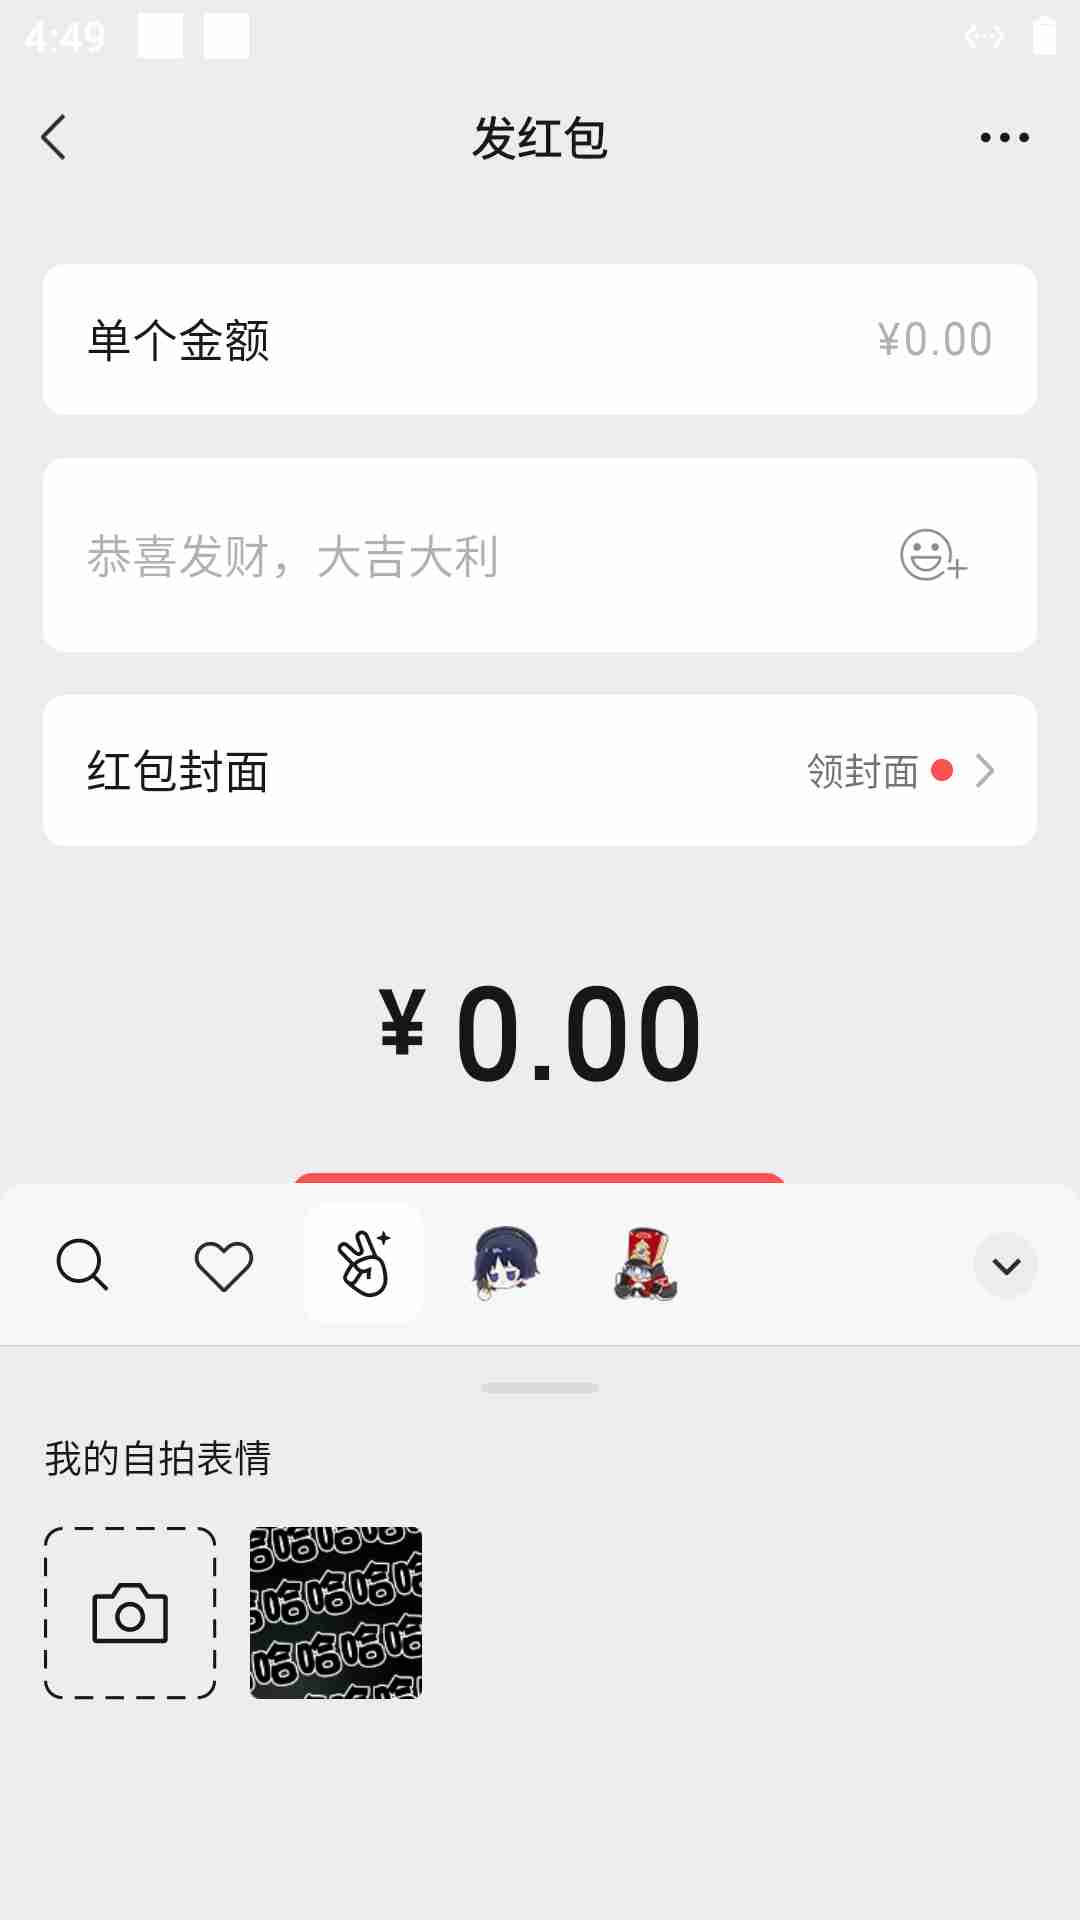 4:49
发红包
单个金额
¥0.00
恭喜发财，大吉大利
红包封面
领封面
¥0.00
我的自拍表情
哈哈哈哈
哈哈哈哈
哈哈哈哈